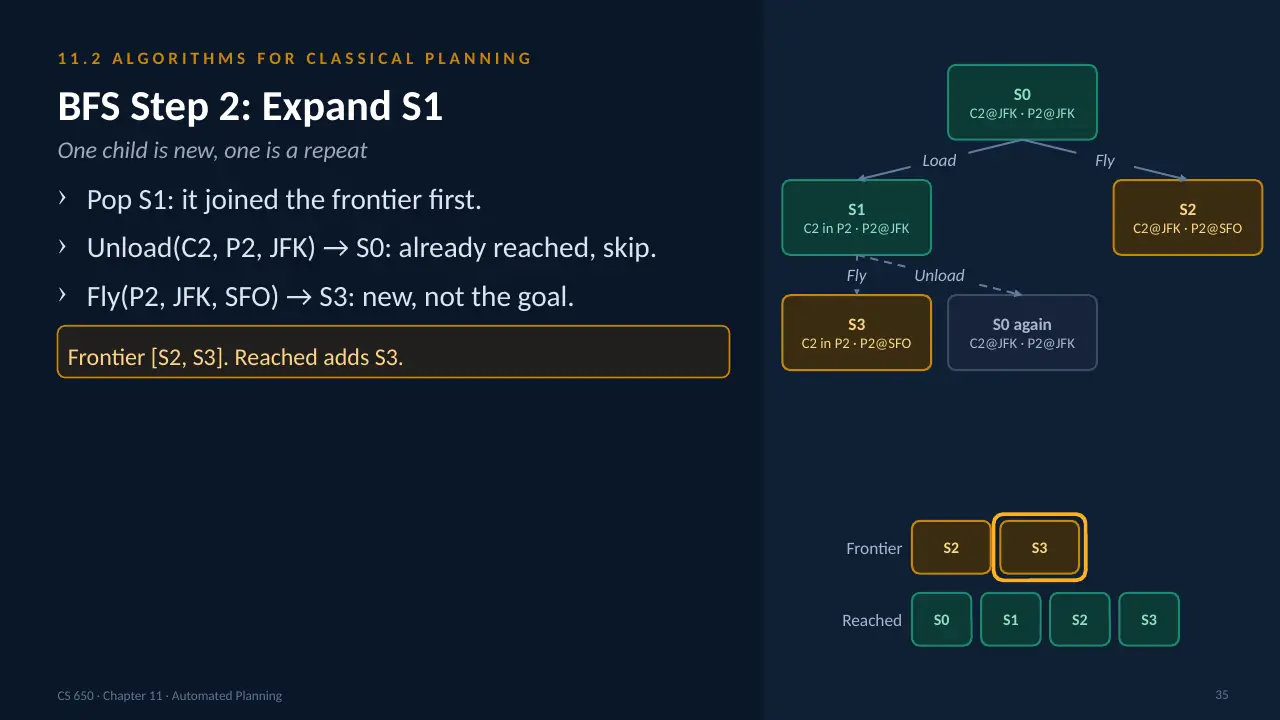 11.2 ALGORITHMS FOR CLASSICAL PLANNING
BFS Step 2: Expand S1
One child is new, one is a repeat
› Pop S1: it joined the frontier first.
› Unload(C2, P2, JFK) → S0: already reached, skip.
› Fly(P2, JFK, SFO) → S3: new, not the goal.
Frontier [S2, S3]. Reached adds S3.
S0
C2@JFK · P2@JFK
Load
Fly
S1
C2 in P2 · P2@JFK
S2
C2@JFK · P2@SFO
Fly
Unload
S3
C2 in P2 · P2@SFO
S0 again
C2@JFK · P2@JFK
Frontier S2 S3
Reached S0 S1 S2 S3
CS 650 · Chapter 11 · Automated Planning
35